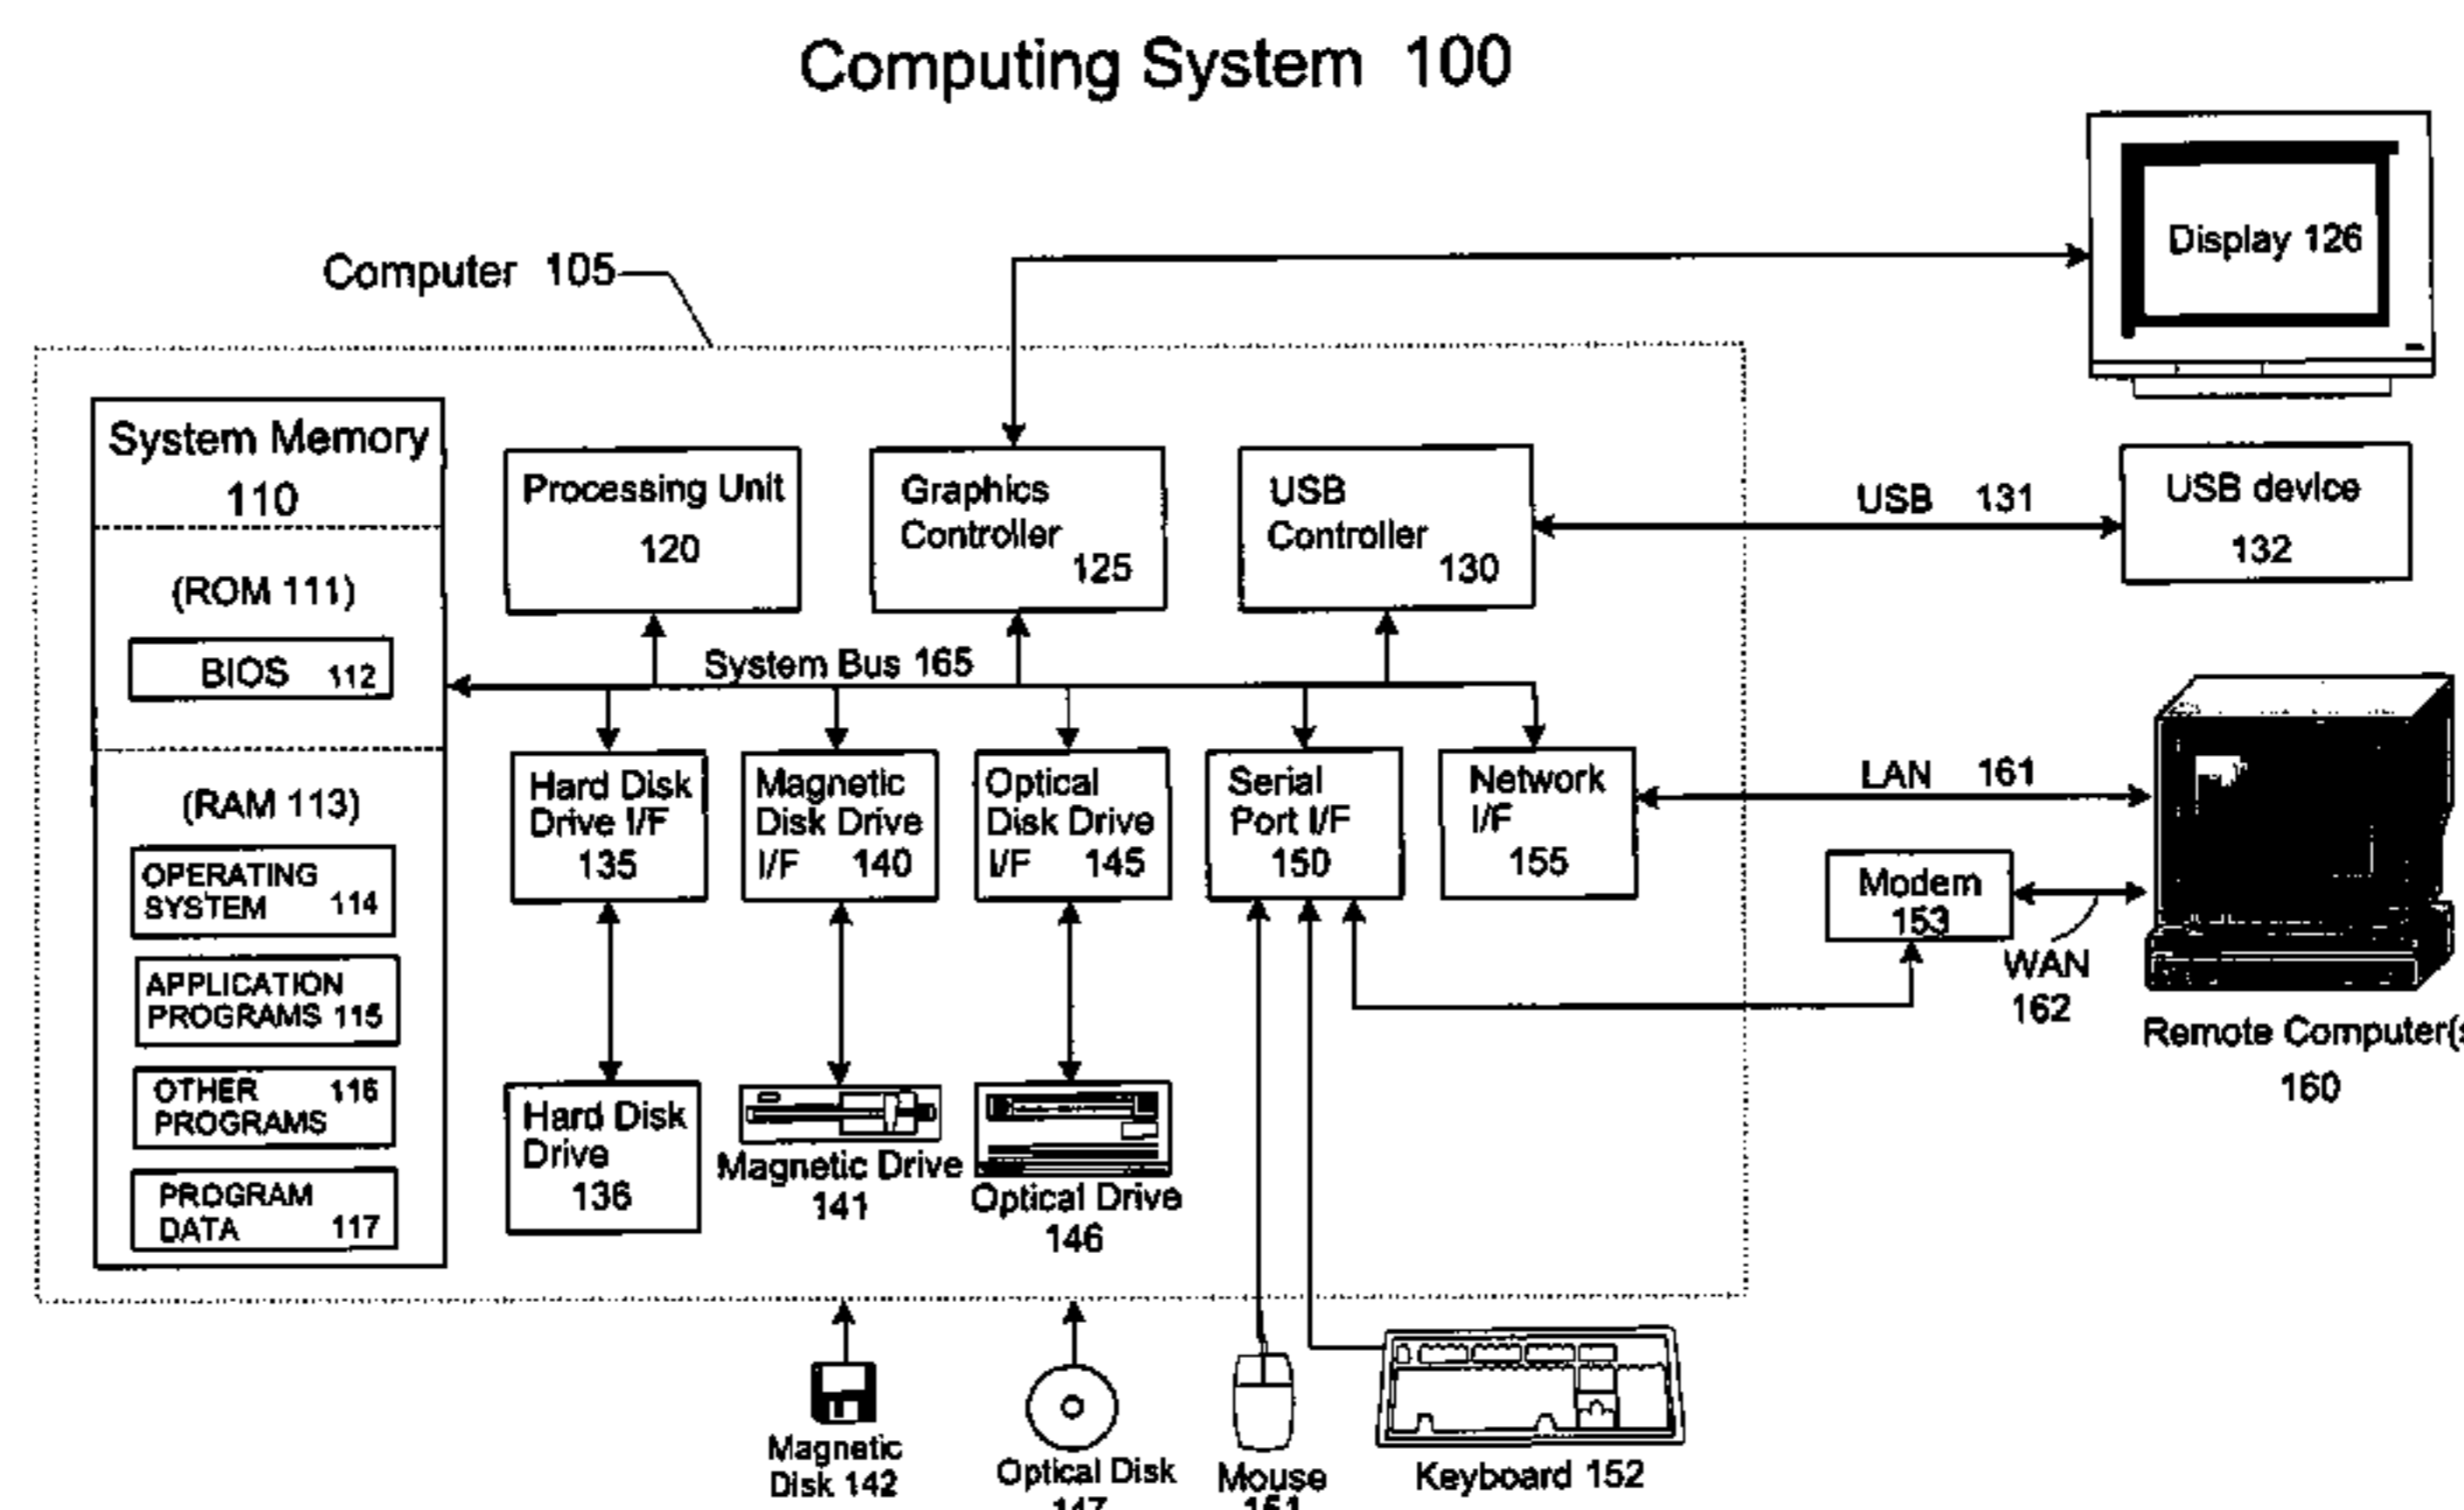 Computing System 100
Display 126
Computer 105
System Memory
110
(ROM 111)
BIOS 112
(RAM 113)
OPERATING
SYSTEM 114
APPLICATION
PROGRAMS 115
OTHER 116
PROGRAMS
PROGRAM
DATA 117
Processing Unit
120
Graphics
Controller
125
USB
Controller
130
USB 131
USB device
132
System Bus 165
Hard Disk
Drive I/F
135
Magnetic
Disk Drive
I/F 140
Optical
Disk Drive
I/F 145
Serial
Port I/F
150
Network
I/F
155
LAN 161
Modem
153
WAN
162
Remote Computer(s
160
Hard Disk
Drive
136
Magnetic Drive
141
Optical Drive
146
Magnetic
Disk 142
Optical Disk
Mouse
151
Keyboard 152